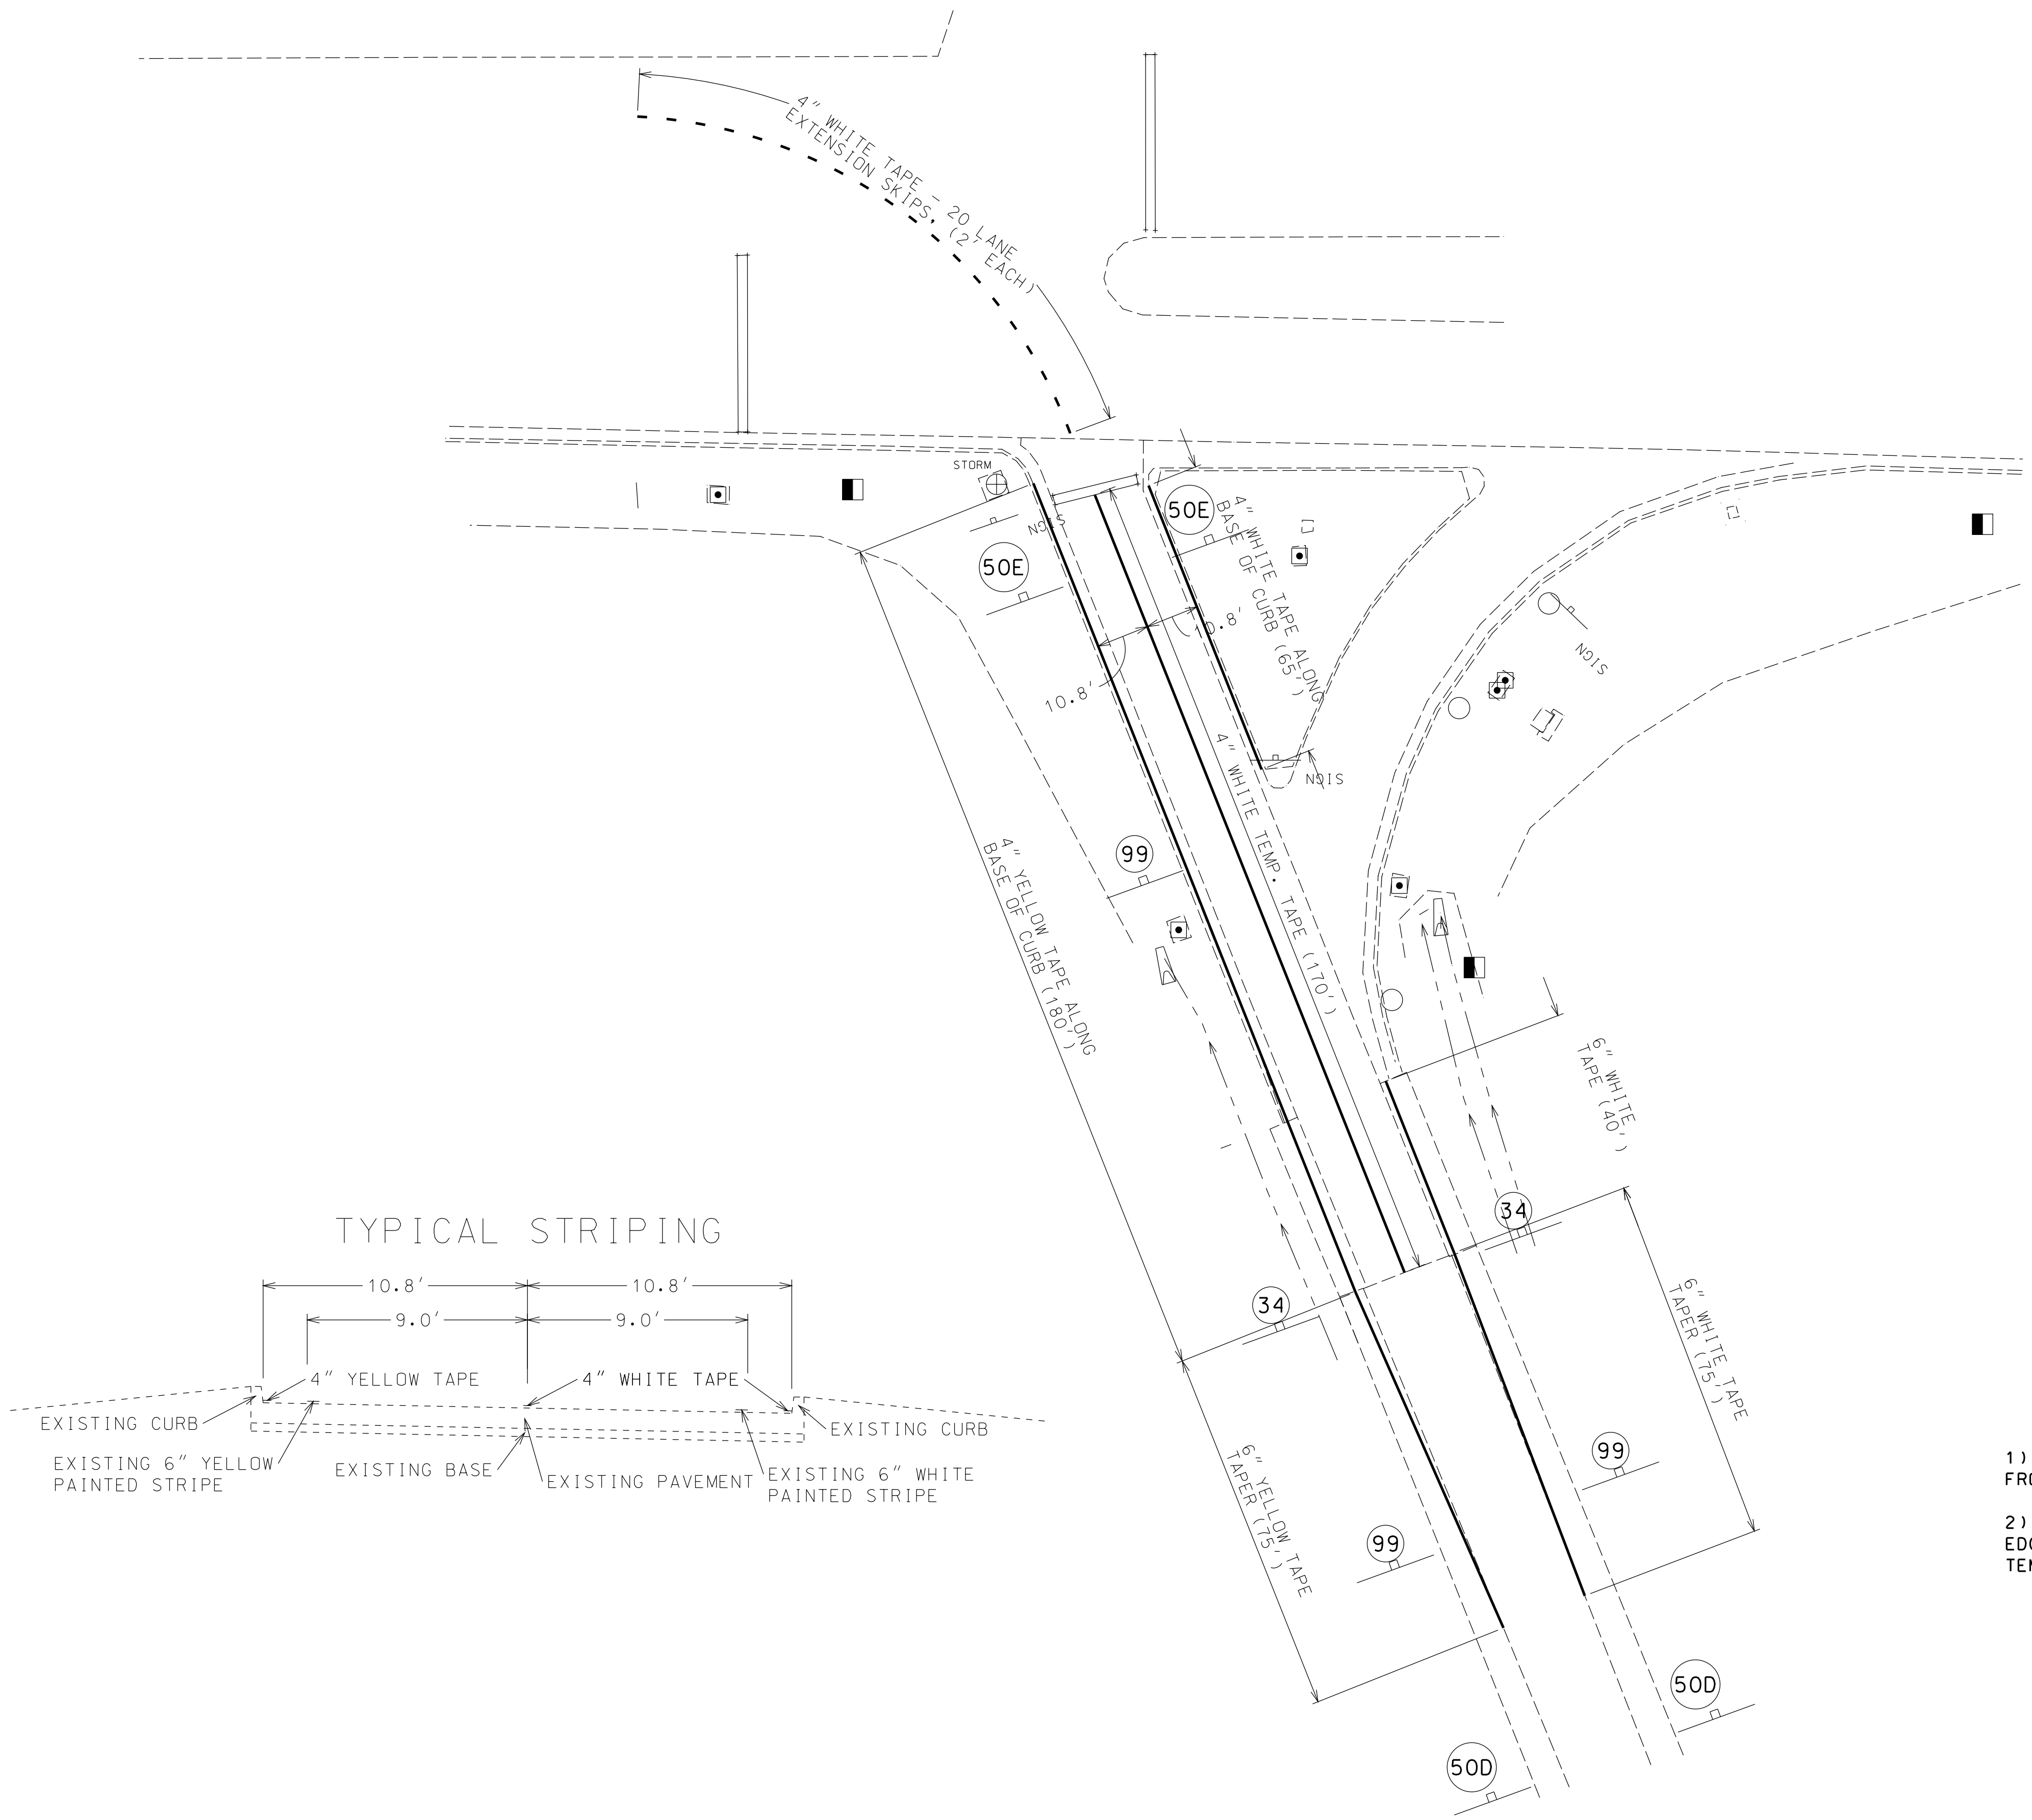 4" WHITE TAPE - 20 LANE
EXTENSION SKIPS, (2' EACH)
STORM
SIGN
50E
50E
4" WHITE TAPE ALONG
BASE OF CURB (65')
10.8'
10.8'
SIGN
SIGN
4" WHITE TEMP. TAPE (170')
99
4" YELLOW TAPE ALONG
BASE OF CURB (180')
6" WHITE
TAPE (40')
34
34
6" WHITE TAPE
TAPER (75')
TYPICAL STRIPING
10.8'
10.8'
9.0'
9.0'
4" YELLOW TAPE
4" WHITE TAPE
EXISTING CURB
EXISTING CURB
EXISTING 6" YELLOW
PAINTED STRIPE
EXISTING BASE
EXISTING PAVEMENT
EXISTING 6" WHITE
PAINTED STRIPE
6" YELLOW TAPE
TAPER (75')
99
99
1)
FRO
2)
EDG
TEM
50D
50D